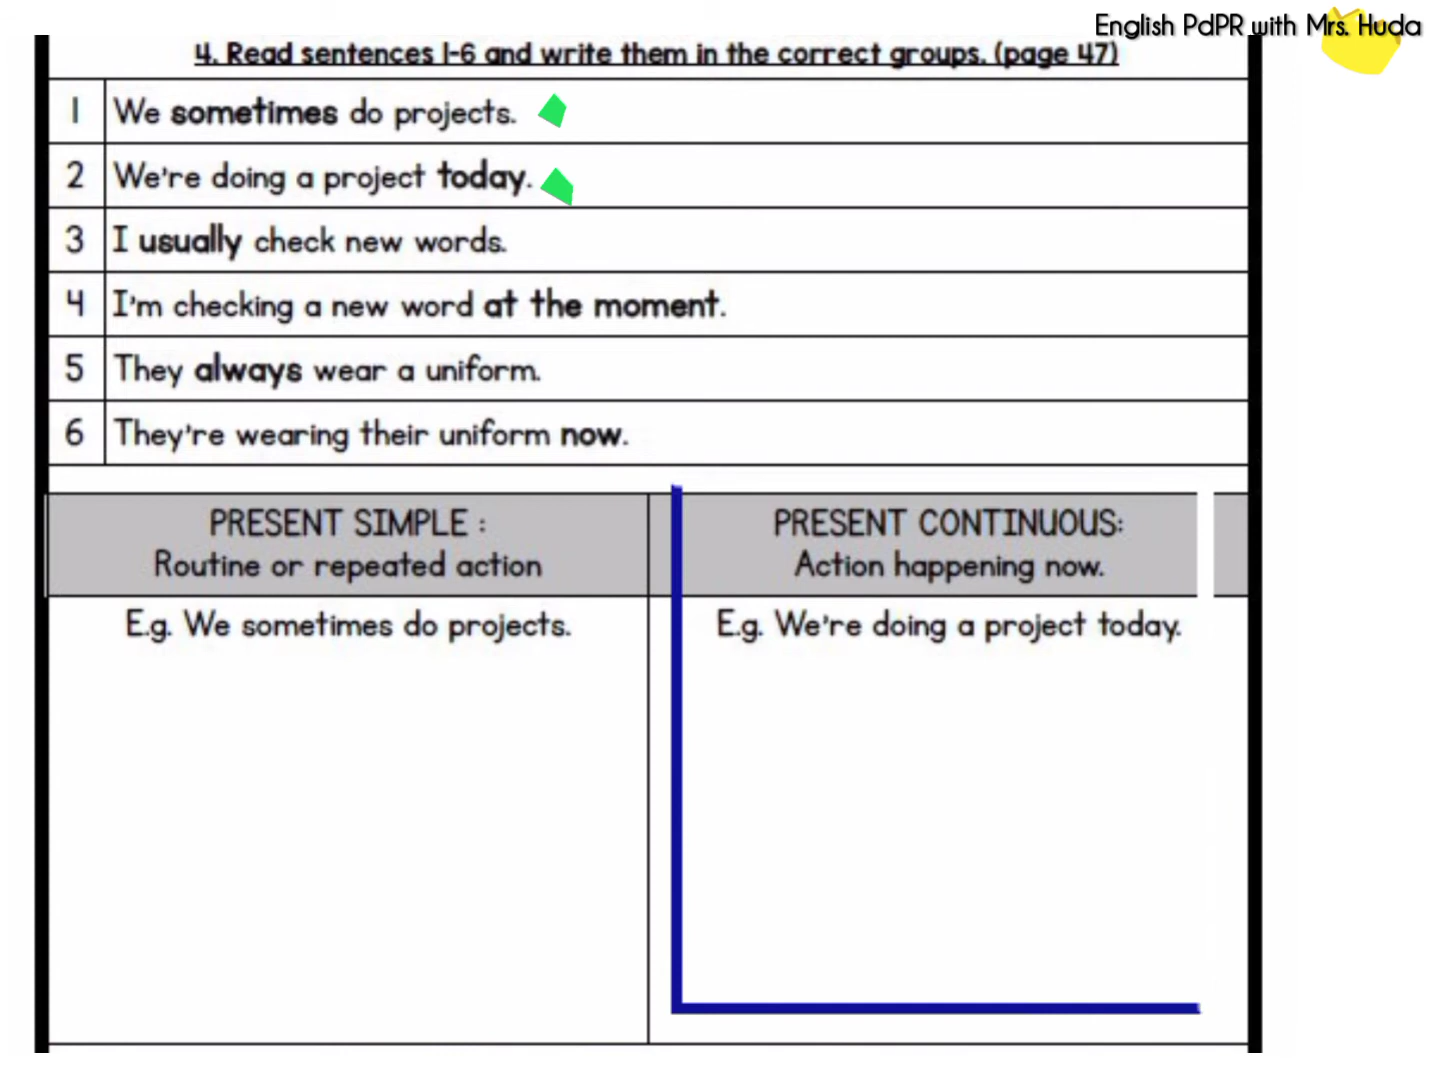 English PdPR with Mrs. Huda
4. Read sentences 1-6 and write them in the correct groups. (page 47)
1 We sometimes do projects.
2 We're doing a project today.
3 I usually check new words.
4 I'm checking a new word at the moment.
5 They always wear a uniform.
6 They're wearing their uniform now.
PRESENT SIMPLE :
Routine or repeated action
E.g. We sometimes do projects.
PRESENT CONTINUOUS:
Action happening now.
E.g. We're doing a project today.